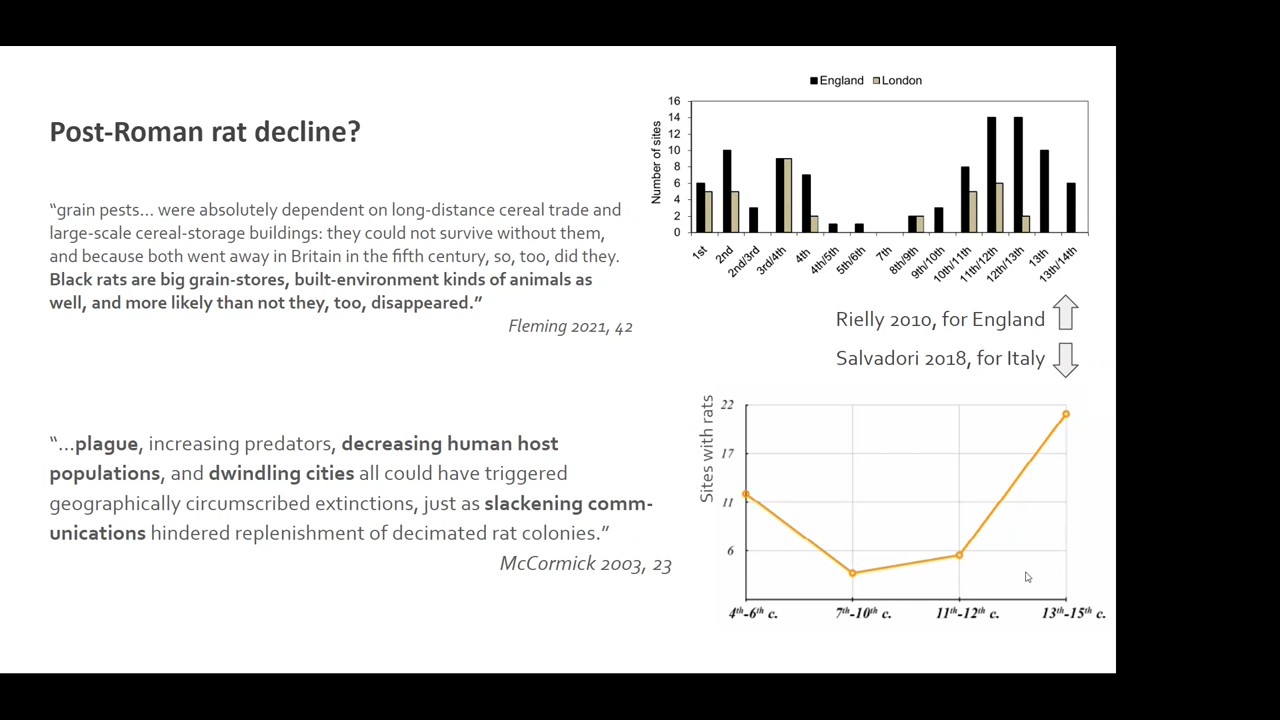 Post-Roman rat decline?
“grain pests... were absolutely dependent on long-distance cereal trade and
large-scale cereal-storage buildings: they could not survive without them,
and because both went away in Britain in the fifth century, so, too, did they.
Black rats are big grain-stores, built-environment kinds of animals as
well, and more likely than not they, too, disappeared.”
Fleming 2021, 42
“...plague, increasing predators, decreasing human host
populations, and dwindling cities all could have triggered
geographically circumscribed extinctions, just as slackening comm-
unications hindered replenishment of decimated rat colonies.”
McCormick 2003, 23
England London
Number of sites
16
14
12
10
8
6
4
2
0
1st 2nd 2nd/3rd 3rd/4th 4th 4th/5th 5th/6th 7th 8th/9th 9th/10th 10th/11th 11th/12th 12th/13th 13th 13th/14th
Rielly 2010, for England
Salvadori 2018, for Italy
Sites with rats
22
17
11
6
4th-6th c. 7th-10th c. 11th-12th c. 13th-15th c.